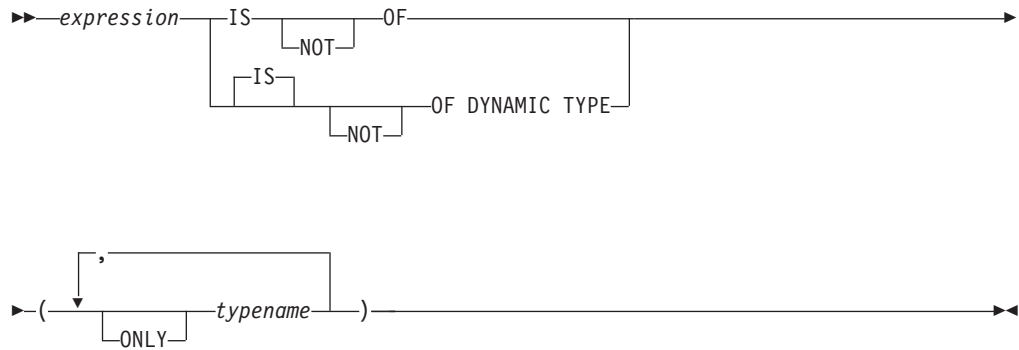 expression IS OF
NOT
IS
OF DYNAMIC TYPE
NOT
,
( typename )
ONLY